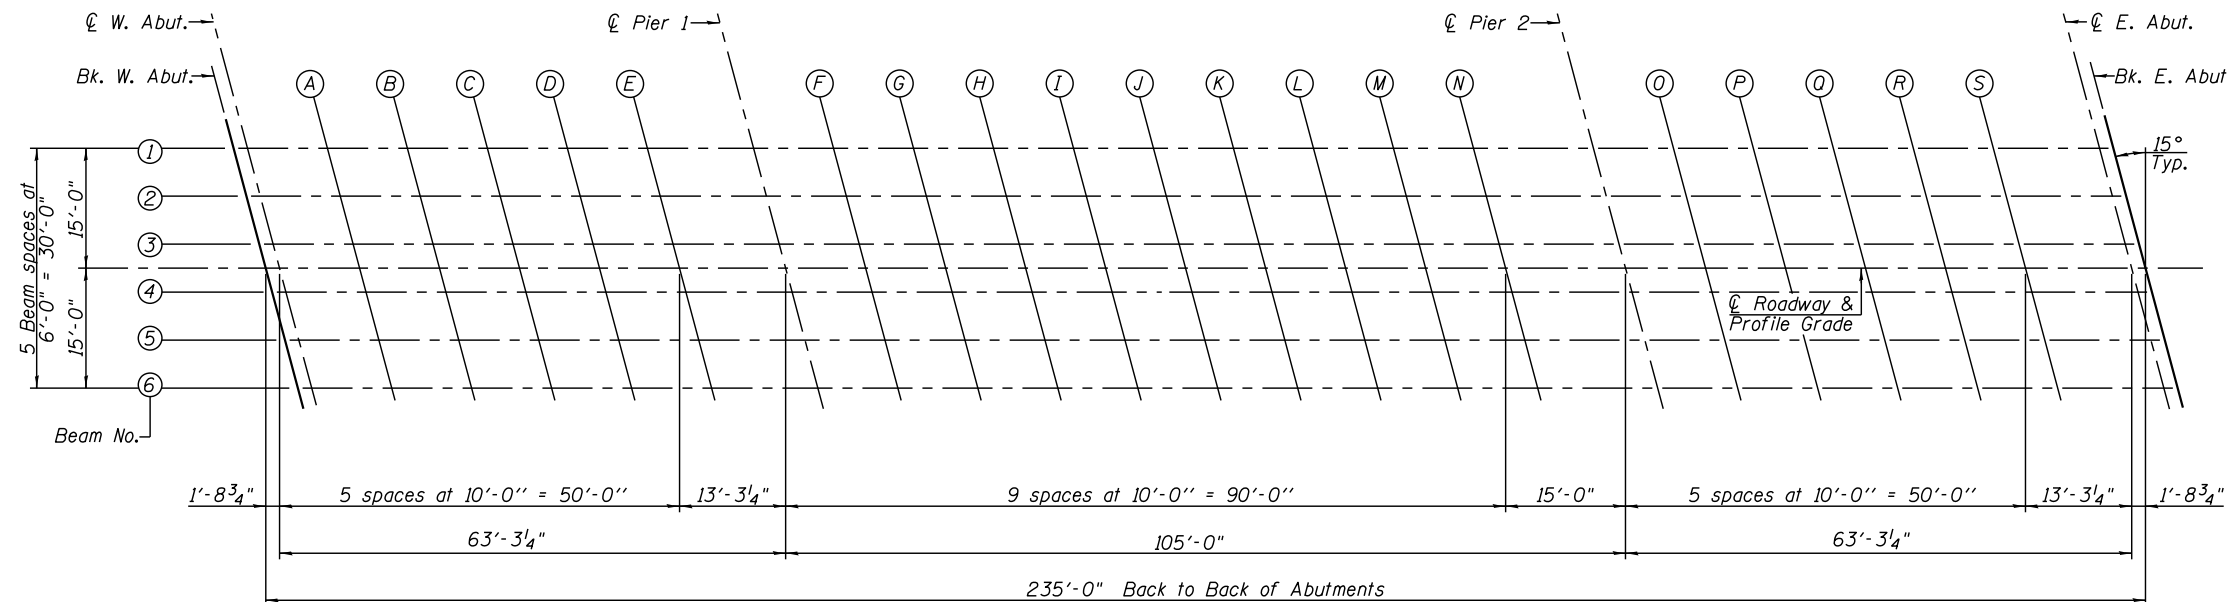 ℄ W. Abut.
℄ Pier 1
℄ Pier 2
℄ E. Abut.
Bk. W. Abut.
Bk. E. Abut
A B C D E F G H I J K L M N O P Q R S
15°
Typ.
1
2
3
4
5
6
5 Beam spaces at
6'-0" = 30'-0"
15'-0"
15'-0"
℄ Roadway &
Profile Grade
Beam No.
1'-8¾" 5 spaces at 10'-0" = 50'-0" 13'-3¼" 9 spaces at 10'-0" = 90'-0" 15'-0" 5 spaces at 10'-0" = 50'-0" 13'-3¼" 1'-8¾"
63'-3¼" 105'-0" 63'-3¼"
235'-0" Back to Back of Abutments